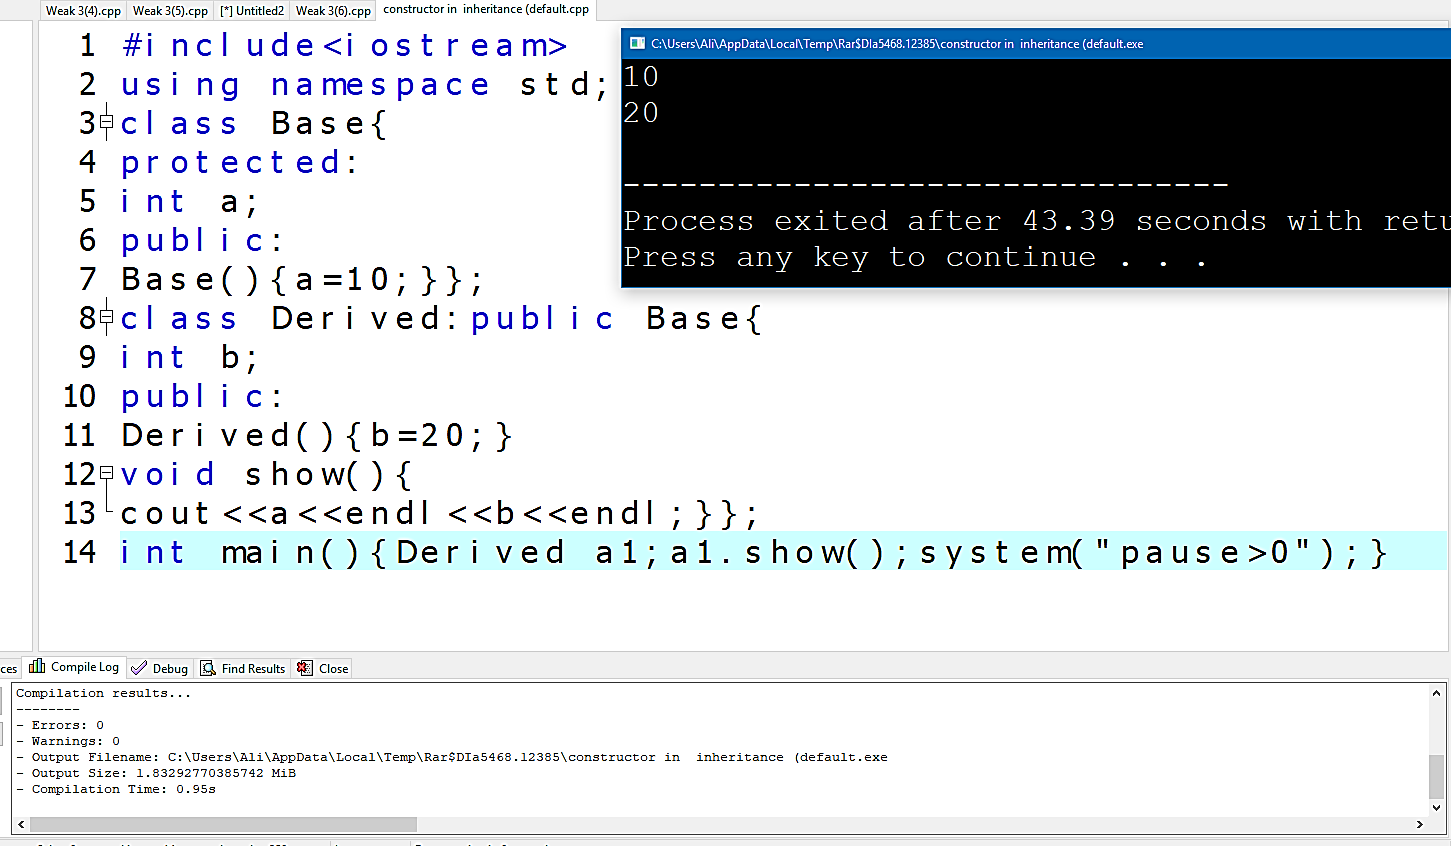 Weak 3(4).cpp Weak 3(5).cpp [*] Untitled2 Weak 3(6).cpp constructor in  inheritance (default.cpp
1 #include<iostream>
2 using namespace std;
3 class Base{
4 protected:
5 int a;
6 public:
7 Base(){a=10;}};
8 class Derived:public Base{
9 int b;
10 public:
11 Derived(){b=20;}
12 void show(){
13 cout<<a<<endl<<b<<endl;}};
14 int main(){Derived a1;a1.show();system("pause>0");}
C:\Users\Ali\AppData\Local\Temp\Rar$DIa5468.12385\constructor in  inheritance (default.exe
10
20
--------------------------------
Process exited after 43.39 seconds with retu
Press any key to continue . . .
ces Compile Log Debug Find Results Close
Compilation results...
--------
- Errors: 0
- Warnings: 0
- Output Filename: C:\Users\Ali\AppData\Local\Temp\Rar$DIa5468.12385\constructor in  inheritance (default.exe
- Output Size: 1.83292770385742 MiB
- Compilation Time: 0.95s